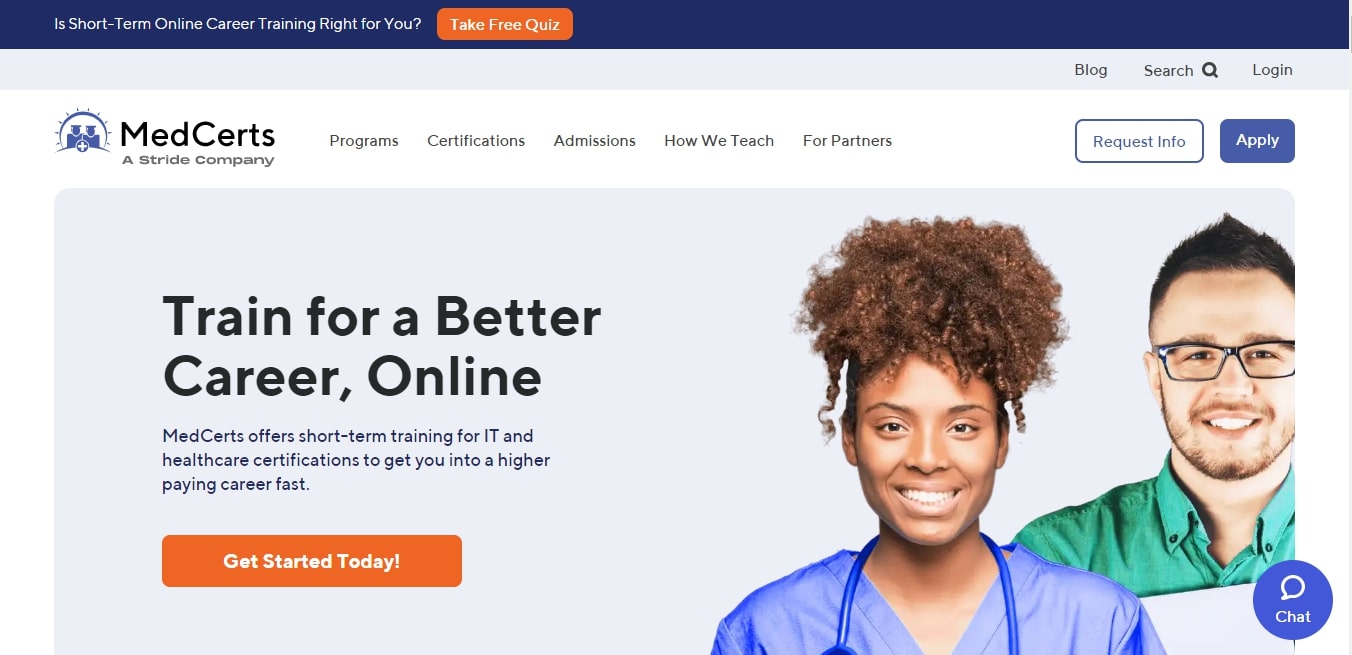 Is Short-Term Online Career Training Right for You?
Take Free Quiz
Blog
Search
Login
MedCerts
A Stride Company
Programs
Certifications
Admissions
How We Teach
For Partners
Request Info
Apply
Train for a Better
Career, Online
MedCerts offers short-term training for IT and
healthcare certifications to get you into a higher
paying career fast.
Get Started Today!
Chat